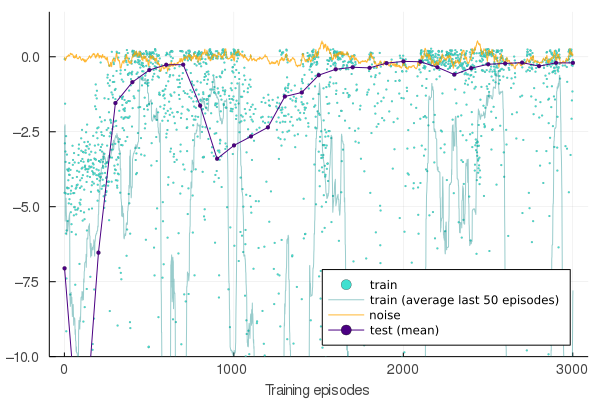 0.0
−2.5
−5.0
−7.5
−10.0
0
1000
2000
3000
Training episodes
train
train (average last 50 episodes)
noise
test (mean)